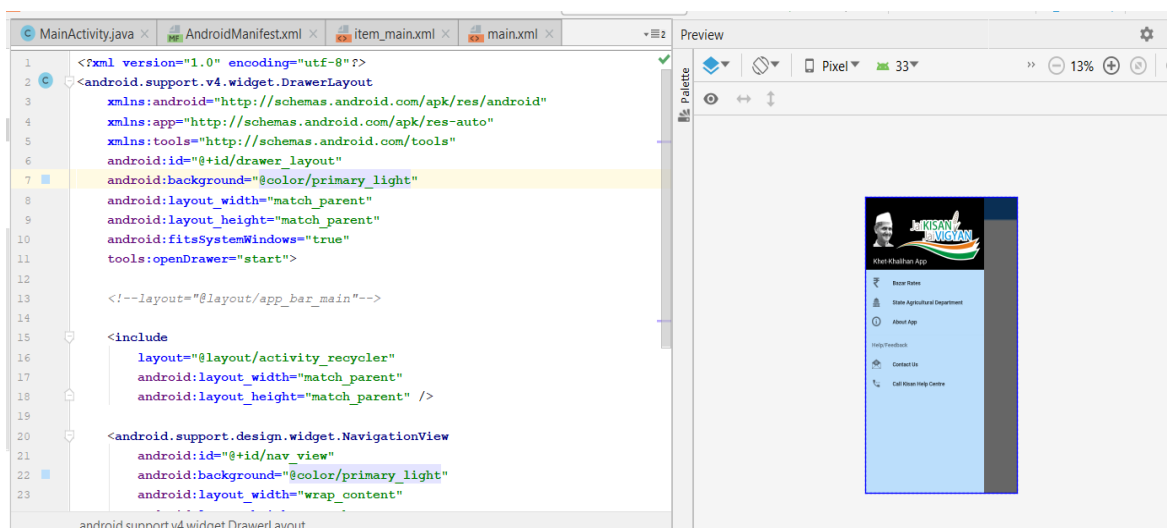 MainActivity.java
AndroidManifest.xml
item_main.xml
main.xml
2
Preview
1 <?xml version="1.0" encoding="utf-8"?>
2 <android.support.v4.widget.DrawerLayout
3 xmlns:android="http://schemas.android.com/apk/res/android"
4 xmlns:app="http://schemas.android.com/apk/res-auto"
5 xmlns:tools="http://schemas.android.com/tools"
6 android:id="@+id/drawer_layout"
7 android:background="@color/primary_light"
8 android:layout_width="match_parent"
9 android:layout_height="match_parent"
10 android:fitsSystemWindows="true"
11 tools:openDrawer="start">
12
13 <!--layout="@layout/app_bar_main"-->
14
15 <include
16 layout="@layout/activity_recycler"
17 android:layout_width="match_parent"
18 android:layout_height="match_parent" />
19
20 <android.support.design.widget.NavigationView
21 android:id="@+id/nav_view"
22 android:background="@color/primary_light"
23 android:layout_width="wrap_content"
android.support.v4.widget.DrawerLayout
Palette
Pixel
33
13%
Jai KISAN
Jai VIGYAN
Khet-Khalihan App
Bazar Rates
State Agricultural Department
About App
Help/Feedback
Contact Us
Call Kisan Help Centre